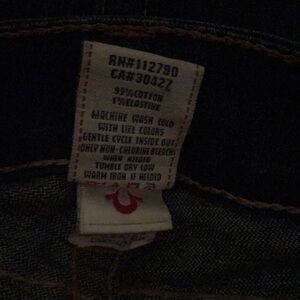 RN#112790
CA#30427
99%COTTON
1%ELASTINE
MACHINE WASH COLD
WITH LIKE COLORS
GENTLE CYCLE INSIDE OUT
ONLY NON-CHLORINE BLEACH
WHEN NEEDED
TUMBLE DRY LOW
WARM IRON IF NEEDED